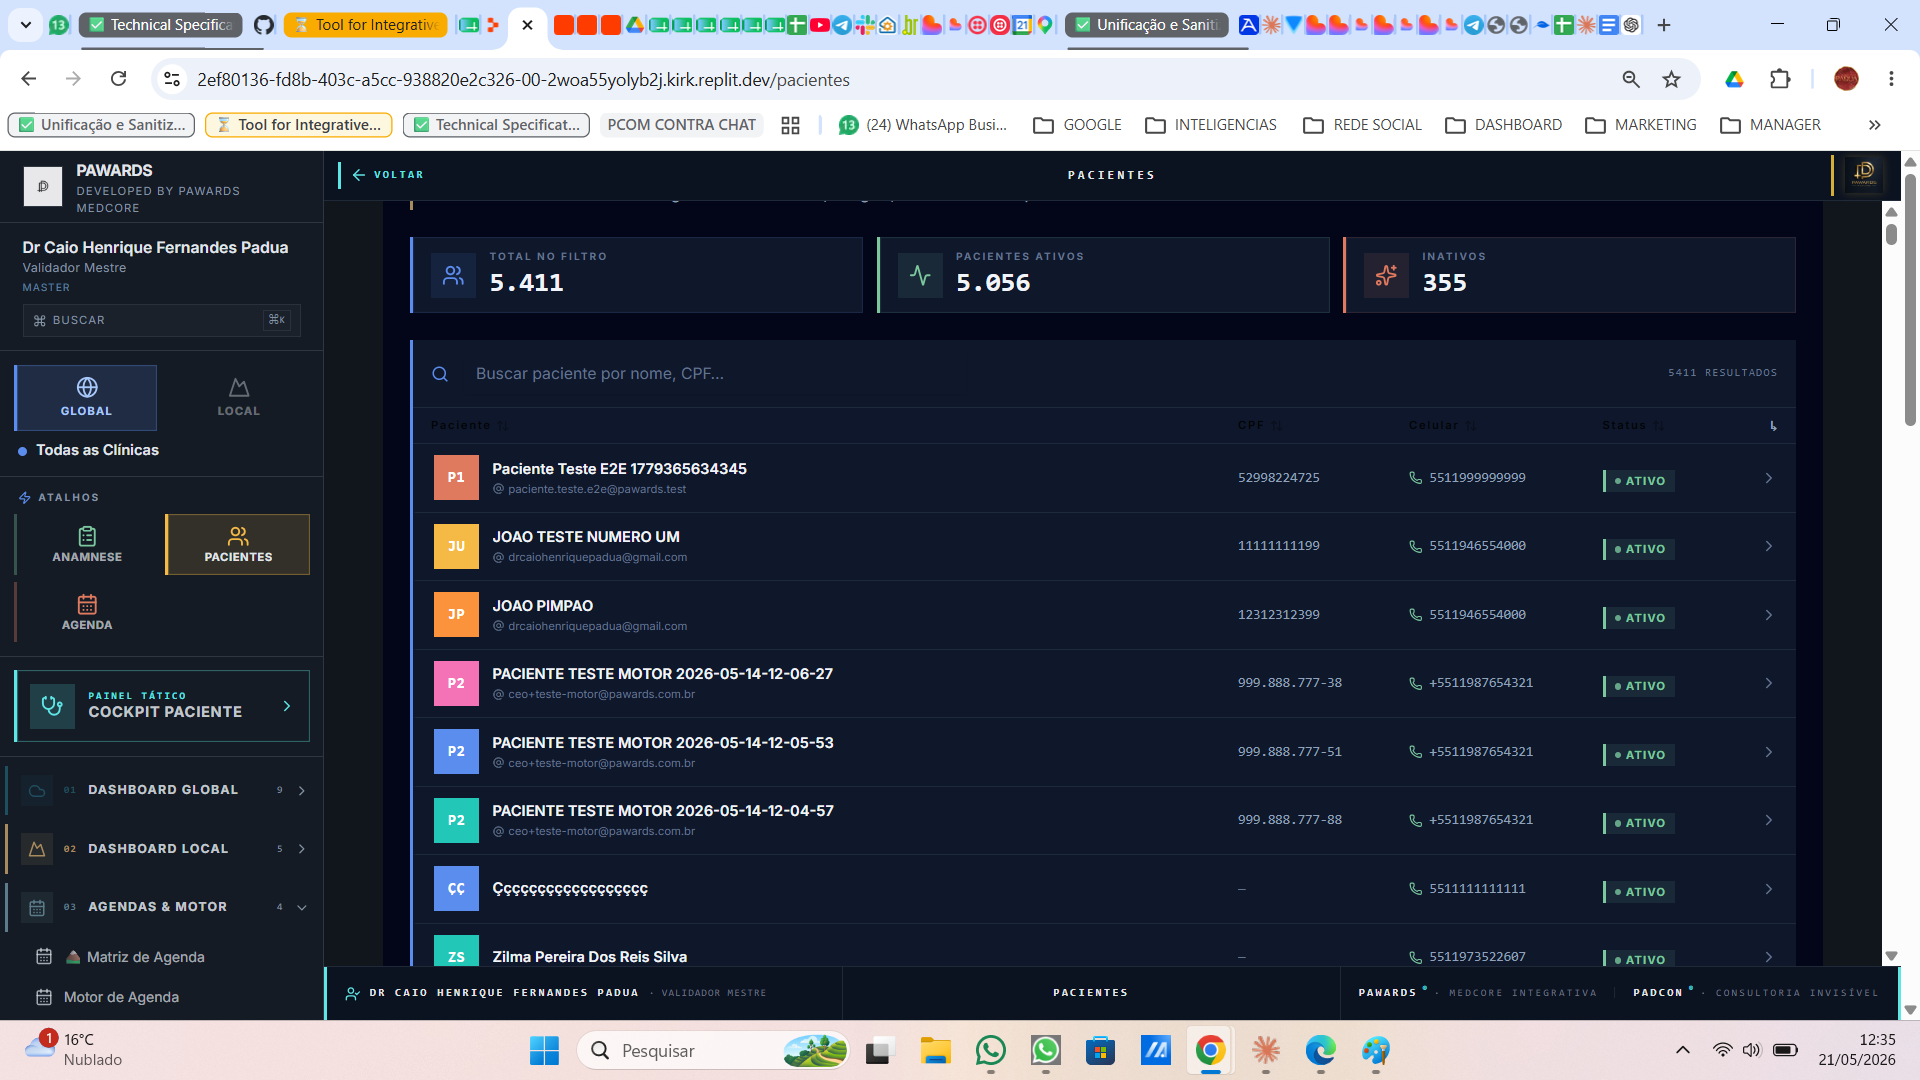 13
Technical Specifica
Tool for Integrative
21
Unificação e Saniti
2ef80136-fd8b-403c-a5cc-938820e2c326-00-2woa55yolyb2j.kirk.replit.dev/pacientes
Unificação e Sanitiz...
Tool for Integrative...
Technical Specificat...
PCOM CONTRA CHAT
13
(24) WhatsApp Busi...
GOOGLE
INTELIGENCIAS
REDE SOCIAL
DASHBOARD
MARKETING
MANAGER
PAWARDS
DEVELOPED BY PAWARDS
MEDCORE
VOLTAR
PACIENTES
Dr Caio Henrique Fernandes Padua
Validador Mestre
MASTER
BUSCAR
⌘K
GLOBAL
LOCAL
Todas as Clínicas
ATALHOS
ANAMNESE
PACIENTES
AGENDA
PAINEL TÁTICO
COCKPIT PACIENTE
01 DASHBOARD GLOBAL 9
02 DASHBOARD LOCAL 5
03 AGENDAS & MOTOR 4
Matriz de Agenda
Motor de Agenda
TOTAL NO FILTRO
5.411
PACIENTES ATIVOS
5.056
INATIVOS
355
Buscar paciente por nome, CPF...
5411 RESULTADOS
Paciente CPF Celular Status
P1 Paciente Teste E2E 1779365634345 52998224725 5511999999999 ATIVO
@ paciente.teste.e2e@pawards.test
JU JOAO TESTE NUMERO UM 11111111199 5511946554000 ATIVO
@ drcaiohenriquepadua@gmail.com
JP JOAO PIMPAO 12312312399 5511946554000 ATIVO
@ drcaiohenriquepadua@gmail.com
P2 PACIENTE TESTE MOTOR 2026-05-14-12-06-27 999.888.777-38 +5511987654321 ATIVO
@ ceo+teste-motor@pawards.com.br
P2 PACIENTE TESTE MOTOR 2026-05-14-12-05-53 999.888.777-51 +5511987654321 ATIVO
@ ceo+teste-motor@pawards.com.br
P2 PACIENTE TESTE MOTOR 2026-05-14-12-04-57 999.888.777-88 +5511987654321 ATIVO
@ ceo+teste-motor@pawards.com.br
ÇÇ Ççççççççççççççççç — 5511111111111 ATIVO
ZS Zilma Pereira Dos Reis Silva — 5511973522607 ATIVO
DR CAIO HENRIQUE FERNANDES PADUA · VALIDADOR MESTRE
PACIENTES
PAWARDS · MEDCORE INTEGRATIVA
PADCON · CONSULTORIA INVISÍVEL
1
16°C
Nublado
Pesquisar
12:35
21/05/2026